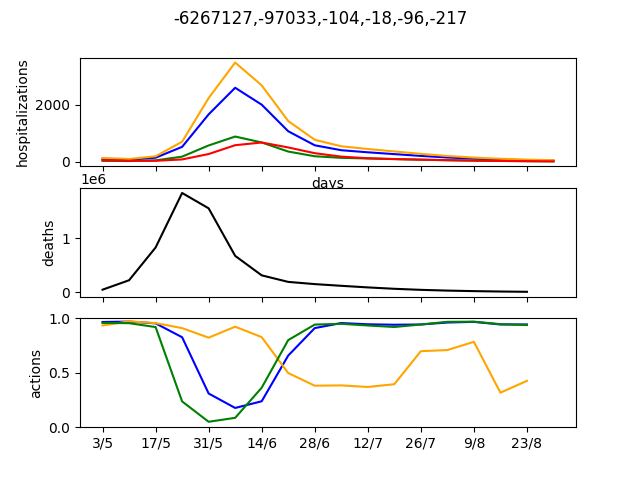 -6267127,-97033,-104,-18,-96,-217
hospitalizations
2000
0
days
1e6
deaths
1
0
actions
1.0
0.5
0.0
3/5 17/5 31/5 14/6 28/6 12/7 26/7 9/8 23/8